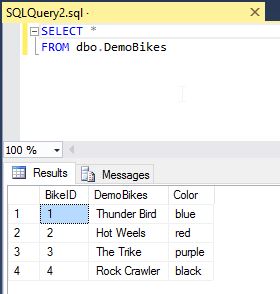 SQLQuery2.sql -
SELECT *
FROM dbo.DemoBikes
100 %
Results Messages
BikeID DemoBikes Color
1 1 Thunder Bird blue
2 2 Hot Weels red
3 3 The Trike purple
4 4 Rock Crawler black